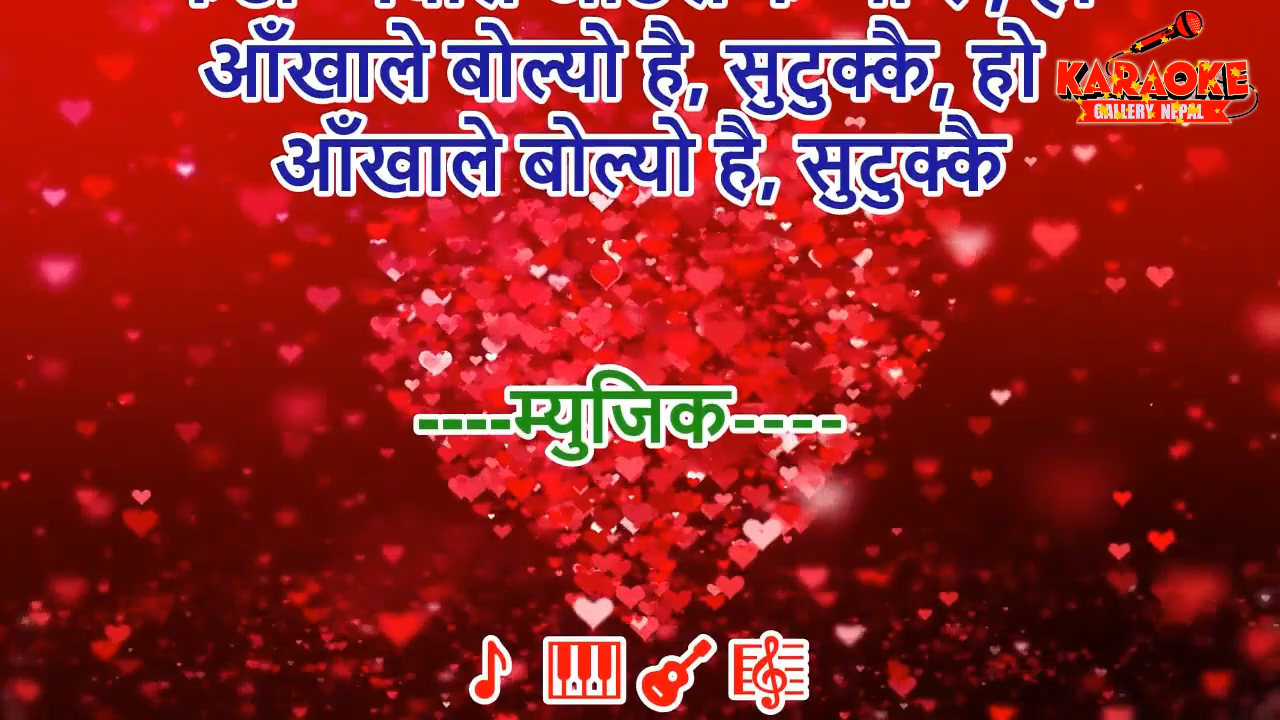 आँखाले बोल्यो है, सुटुक्कै, हो
आँखाले बोल्यो है, सुटुक्कै
----म्युजिक----
KARAOKE
GALLERY NEPAL